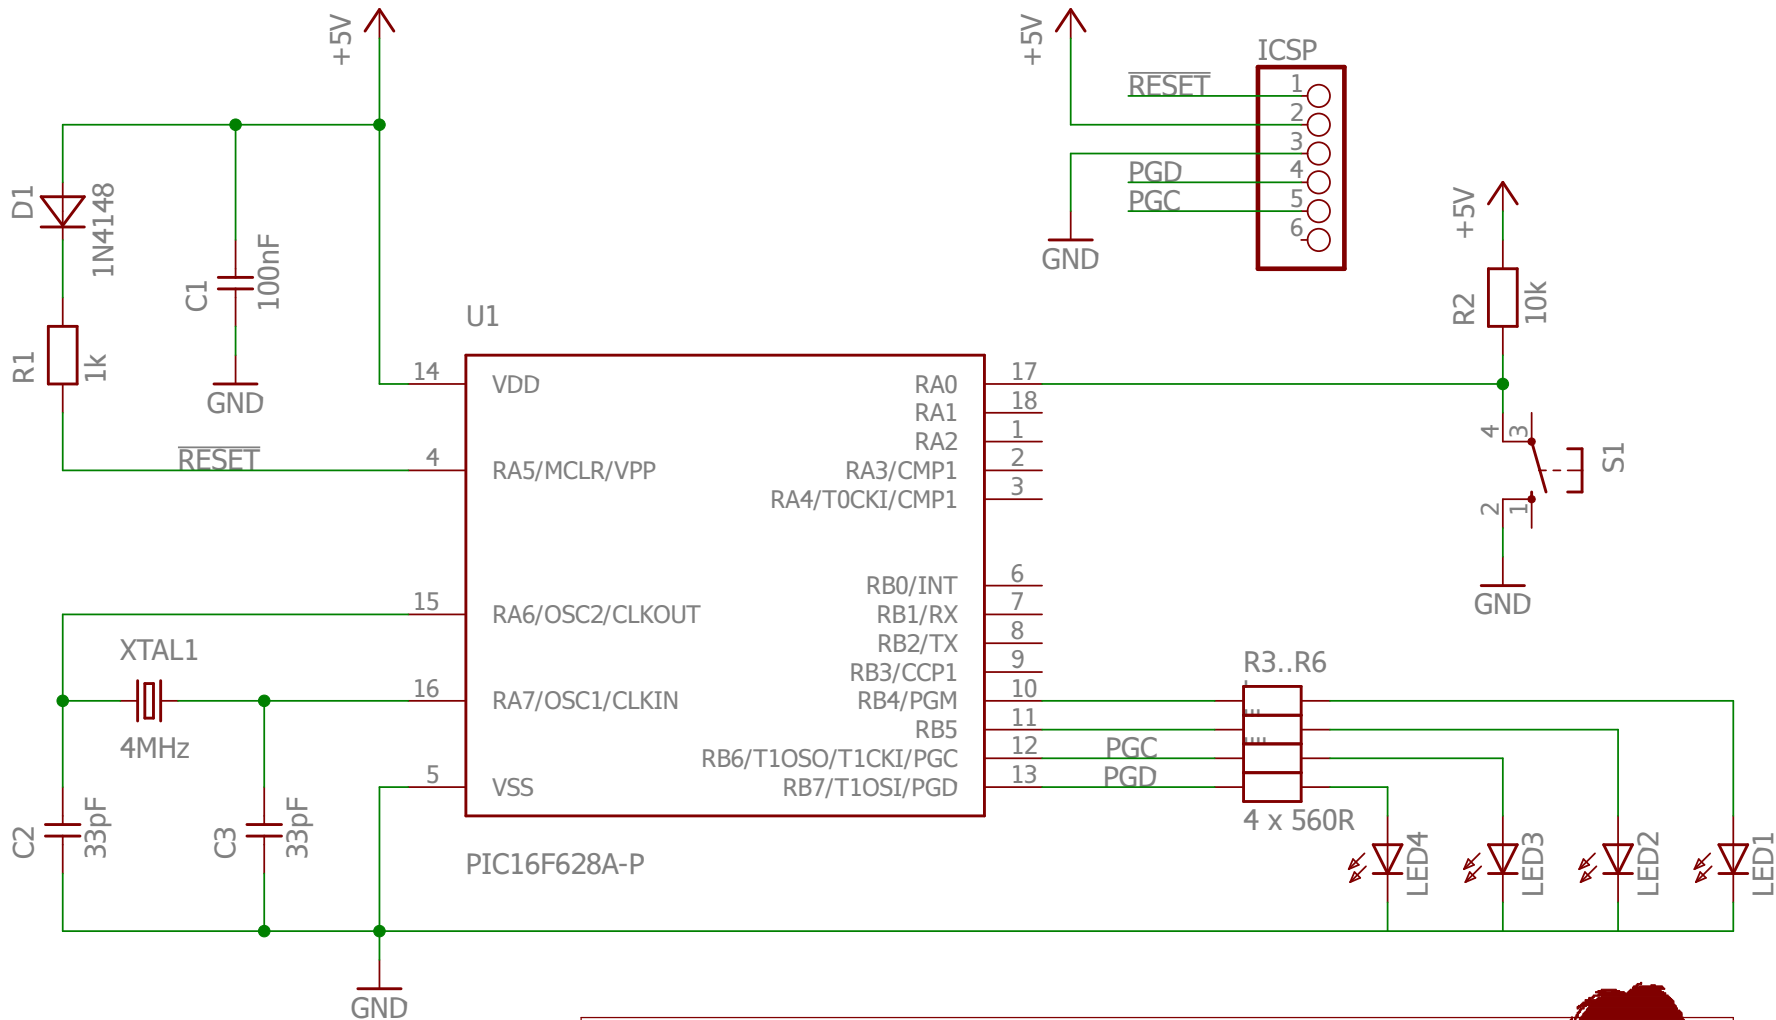 +5V
+5V
ICSP
RESET
1
2
3
PGD
4
PGC
5
6
GND
D1
1N4148
C1
100nF
GND
R1
1k
RESET
+5V
R2
10k
4
3
2
1
S1
GND
U1
14
VDD
4
RA5/MCLR/VPP
15
RA6/OSC2/CLKOUT
16
RA7/OSC1/CLKIN
5
VSS
RA0
17
RA1
18
RA2
1
RA3/CMP1
2
RA4/T0CKI/CMP1
3
RB0/INT
6
RB1/RX
7
RB2/TX
8
RB3/CCP1
9
RB4/PGM
10
RB5
11
RB6/T1OSO/T1CKI/PGC
12
PGC
RB7/T1OSI/PGD
13
PGD
PIC16F628A-P
XTAL1
4MHz
C2
33pF
C3
33pF
GND
R3..R6
4 x 560R
LED4
LED3
LED2
LED1